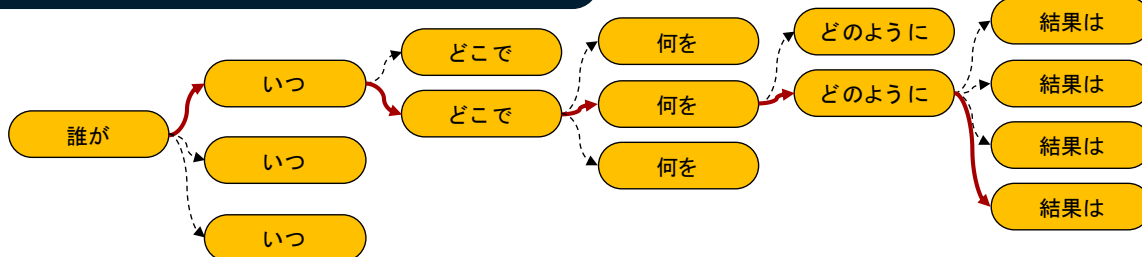 誰が
いつ
いつ
いつ
どこで
どこで
何を
何を
何を
どのように
どのように
結果は
結果は
結果は
結果は